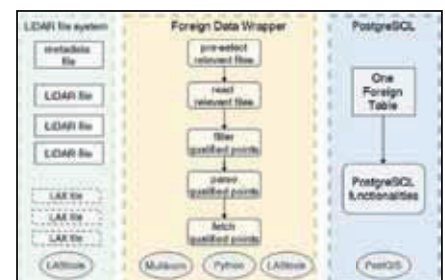 LiDAR file system
metadata
file
LiDAR file
LiDAR file
LiDAR file
LAX file
LAX file
LAX file
LAStools
Foreign Data Wrapper
pre-select
relevant files
read
relevant files
filter
qualified points
parse
qualified points
fetch
qualified points
Multicorn
Python
LAStools
PostgreSQL
One
Foreign
Table
PostgreSQL
functionalities
PostGIS